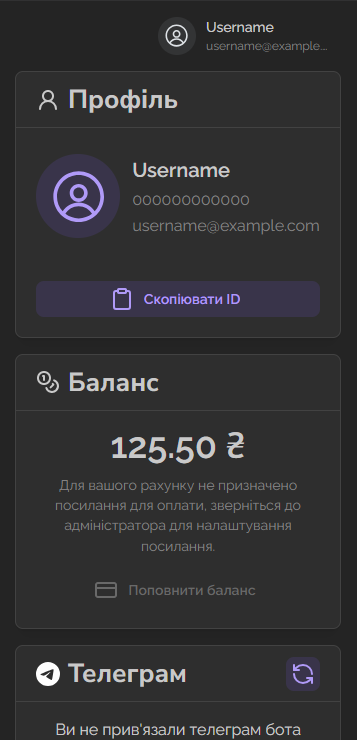 Username
username@example...
Профіль
Username
000000000000
username@example.com
Скопіювати ID
Баланс
125.50 ₴
Для вашого рахунку не призначено
посилання для оплати, зверніться до
адміністратора для налаштування
посилання.
Поповнити баланс
Телеграм
Ви не прив'язали телеграм бота